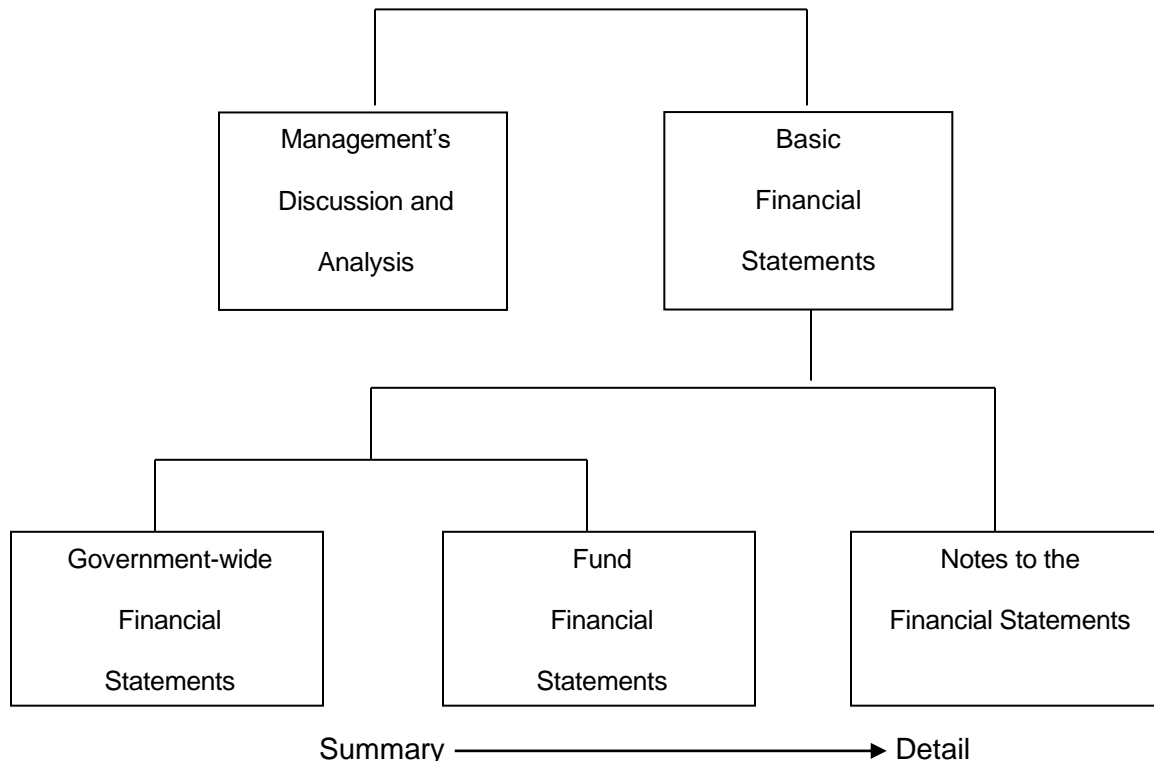 Management’s
Discussion and
Analysis
Basic
Financial
Statements
Government-wide
Financial
Statements
Fund
Financial
Statements
Notes to the
Financial Statements
Summary
Detail